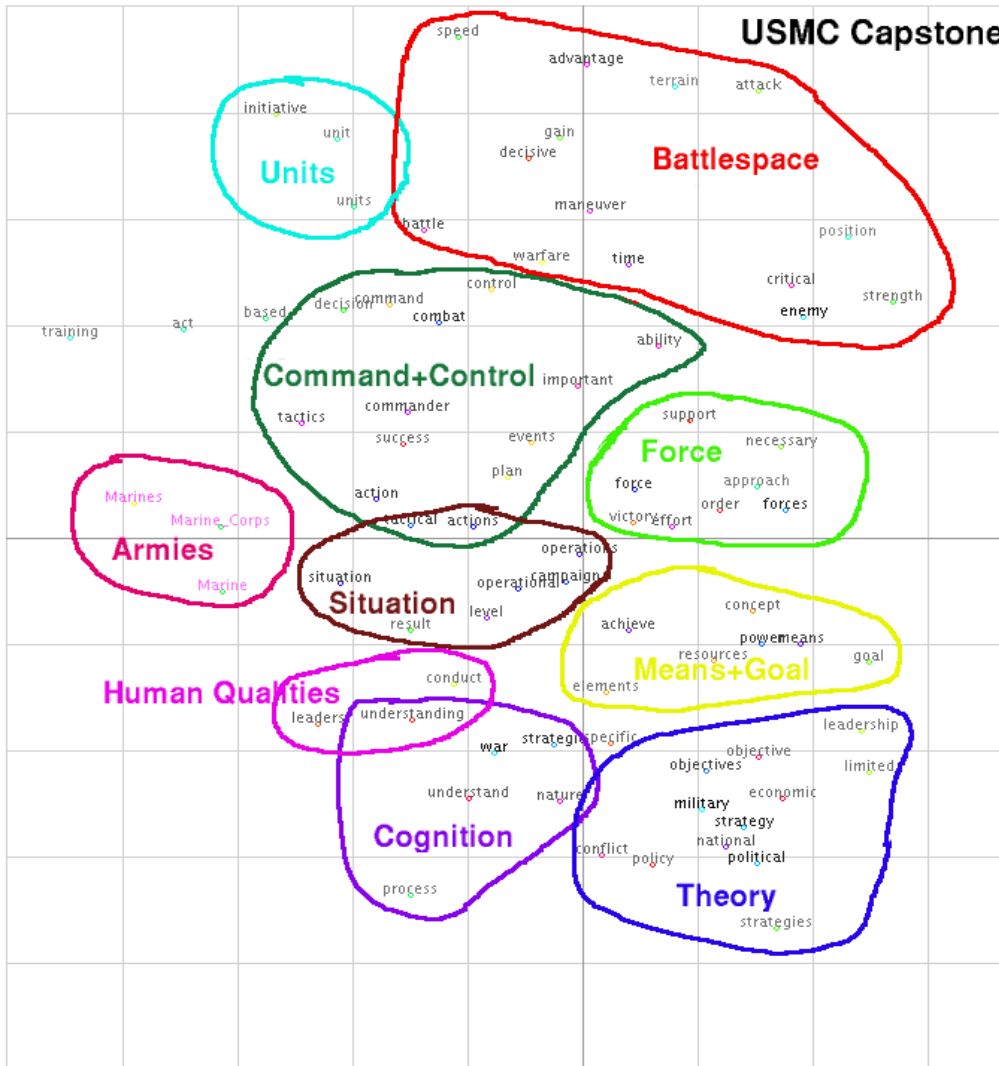 USMC Capstone
speed
advantage
terrain
attack
initiative
unit
gain
decisive
Units
Battlespace
units
maneuver
battle
position
warfare
time
critical
control
strength
decision
command
based
combat
enemy
training
act
ability
Command+Control
important
commander
tactics
support
success
events
necessary
Force
plan
approach
force
action
Marines
order
forces
Marine_Corps
tactical
actions
victory
effort
Armies
operations
situation
campaign
operational
Marine
Situation
level
concept
result
achieve
power
means
resources
goal
Means+Goal
conduct
elements
Human Qualities
leaders
understanding
leadership
war
strategic
specific
objective
objectives
limited
understand
nature
economic
military
strategy
Cognition
national
conflict
policy
political
process
Theory
strategies